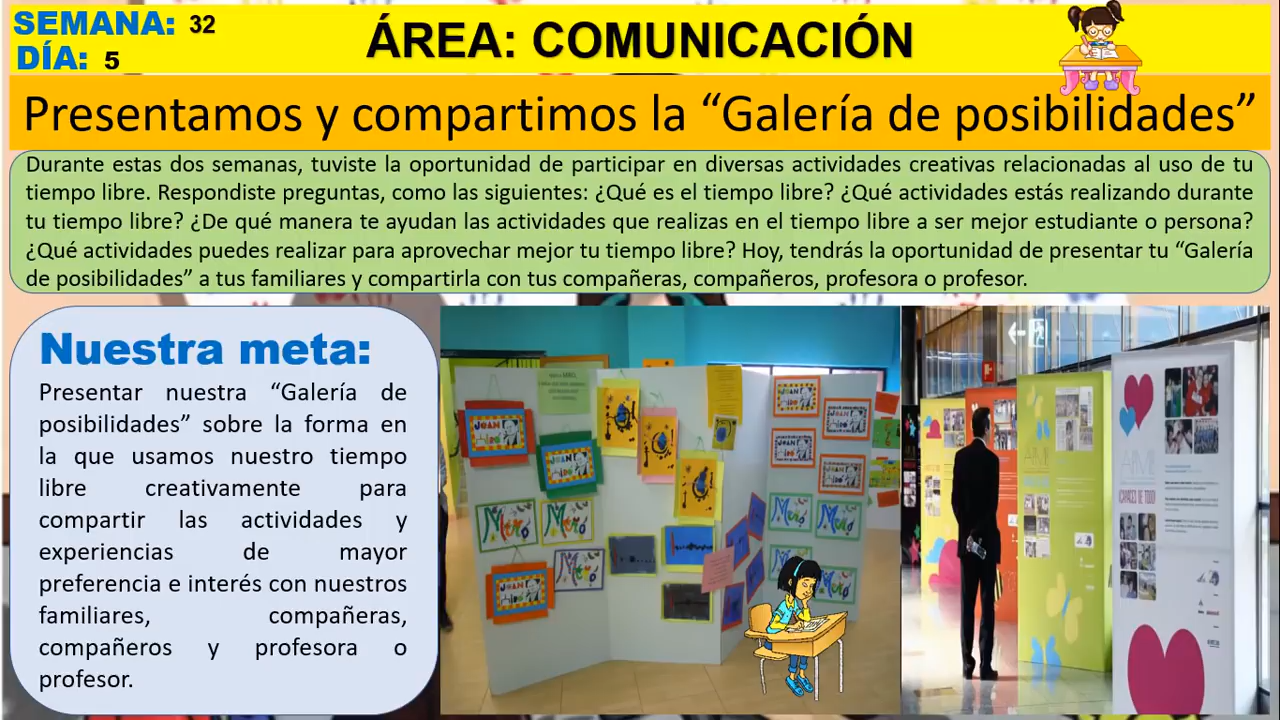 SEMANA: 32
DÍA: 5
ÁREA: COMUNICACIÓN
Presentamos y compartimos la “Galería de posibilidades”
Durante estas dos semanas, tuviste la oportunidad de participar en diversas actividades creativas relacionadas al uso de tu
tiempo libre. Respondiste preguntas, como las siguientes: ¿Qué es el tiempo libre? ¿Qué actividades estás realizando durante
tu tiempo libre? ¿De qué manera te ayudan las actividades que realizas en el tiempo libre a ser mejor estudiante o persona?
¿Qué actividades puedes realizar para aprovechar mejor tu tiempo libre? Hoy, tendrás la oportunidad de presentar tu “Galería
de posibilidades” a tus familiares y compartirla con tus compañeras, compañeros, profesora o profesor.
Nuestra meta:
Presentar nuestra “Galería de
posibilidades” sobre la forma en
la que usamos nuestro tiempo
libre creativamente para
compartir las actividades y
experiencias de mayor
preferencia e interés con nuestros
familiares, compañeras,
compañeros y profesora o
profesor.
JOAN
JOAN
JOAN
Miró
Miró
Miró